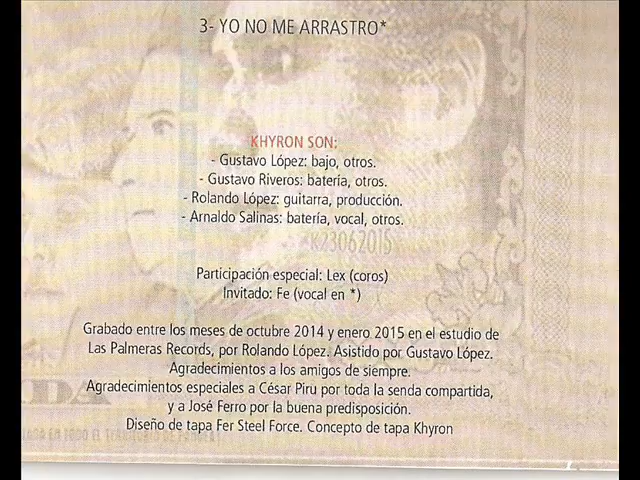 3- YO NO ME ARRASTRO*
KHYRON SON:
- Gustavo López: bajo, otros.
- Gustavo Riveros: batería, otros.
- Rolando López: guitarra, producción.
- Arnaldo Salinas: batería, vocal, otros.
K23062015
Participación especial: Lex (coros)
Invitado: Fe (vocal en *)
Grabado entre los meses de octubre 2014 y enero 2015 en el estudio de
Las Palmeras Records, por Rolando López. Asistido por Gustavo López.
Agradecimientos a los amigos de siempre.
Agradecimientos especiales a César Piru por toda la senda compartida,
y a José Ferro por la buena predisposición.
Diseño de tapa Fer Steel Force. Concepto de tapa Khyron